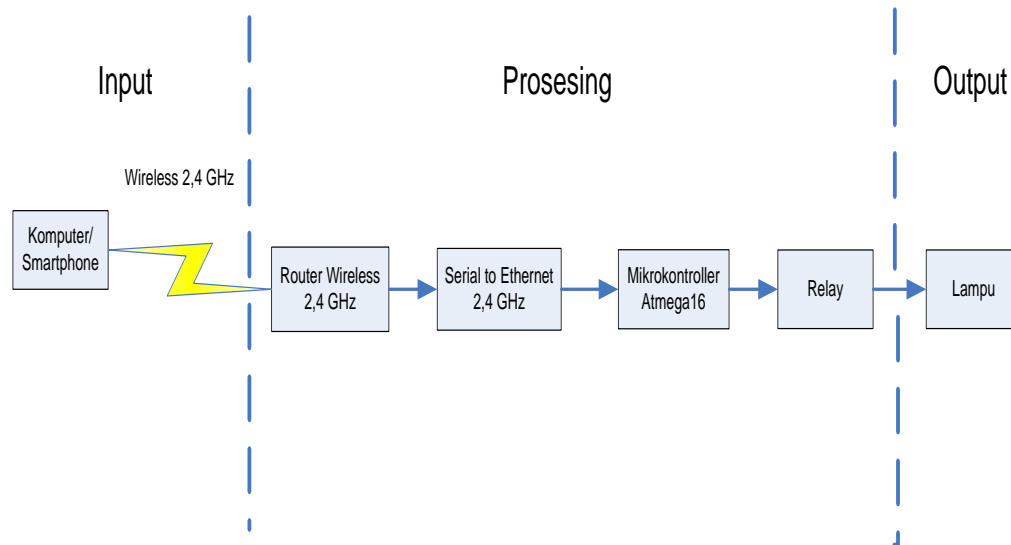 Input
Prosesing
Output
Wireless 2,4 GHz
Komputer/
Smartphone
Router Wireless
2,4 GHz
Serial to Ethernet
2,4 GHz
Mikrokontroller
Atmega16
Relay
Lampu